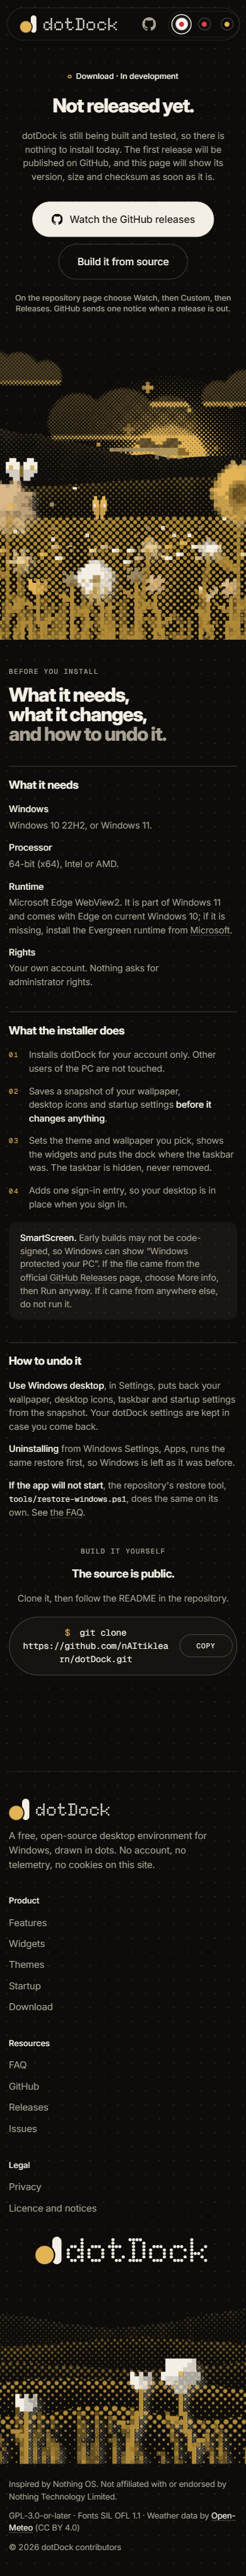 dotDock
Download · In development
Not released yet.
dotDock is still being built and tested, so there is
nothing to install today. The first release will be
published on GitHub, and this page will show its
version, size and checksum as soon as it is.
Watch the GitHub releases
Build it from source
On the repository page choose Watch, then Custom, then
Releases. GitHub sends one notice when a release is out.
BEFORE YOU INSTALL
What it needs,
what it changes,
and how to undo it.
What it needs
Windows
Windows 10 22H2, or Windows 11.
Processor
64-bit (x64), Intel or AMD.
Runtime
Microsoft Edge WebView2. It is part of Windows 11
and comes with Edge on current Windows 10; if it is
missing, install the Evergreen runtime from Microsoft.
Rights
Your own account. Nothing asks for
administrator rights.
What the installer does
01 Installs dotDock for your account only. Other
users of the PC are not touched.
02 Saves a snapshot of your wallpaper,
desktop icons and startup settings before it
changes anything.
03 Sets the theme and wallpaper you pick, shows
the widgets and puts the dock where the taskbar
was. The taskbar is hidden, never removed.
04 Adds one sign-in entry, so your desktop is in
place when you sign in.
SmartScreen. Early builds may not be code-
signed, so Windows can show “Windows
protected your PC”. If the file came from the
official GitHub Releases page, choose More info,
then Run anyway. If it came from anywhere else,
do not run it.
How to undo it
Use Windows desktop, in Settings, puts back your
wallpaper, desktop icons, taskbar and startup settings
from the snapshot. Your dotDock settings are kept in
case you come back.
Uninstalling from Windows Settings, Apps, runs the
same restore first, so Windows is left as it was before.
If the app will not start, the repository's restore tool,
tools/restore-windows.ps1, does the same on its
own. See the FAQ.
BUILD IT YOURSELF
The source is public.
Clone it, then follow the README in the repository.
$ git clone
https://github.com/nAItiklea
rn/dotDock.git
COPY
dotDock
A free, open-source desktop environment for
Windows, drawn in dots. No account, no
telemetry, no cookies on this site.
Product
Features
Widgets
Themes
Startup
Download
Resources
FAQ
GitHub
Releases
Issues
Legal
Privacy
Licence and notices
dotDock
Inspired by Nothing OS. Not affiliated with or endorsed by
Nothing Technology Limited.
GPL-3.0-or-later · Fonts SIL OFL 1.1 · Weather data by Open-
Meteo (CC BY 4.0)
© 2026 dotDock contributors